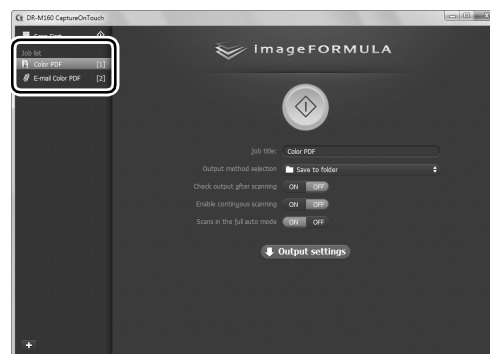 Ct DR-M160 CaptureOnTouch
Job list
Color PDF [1]
E-mail Color PDF [2]
imageFORMULA
Job title: Color PDF
Output method selection Save to folder
Check output after scanning ON OFF
Enable continuous scanning ON OFF
Scans in the full auto mode ON OFF
Output settings